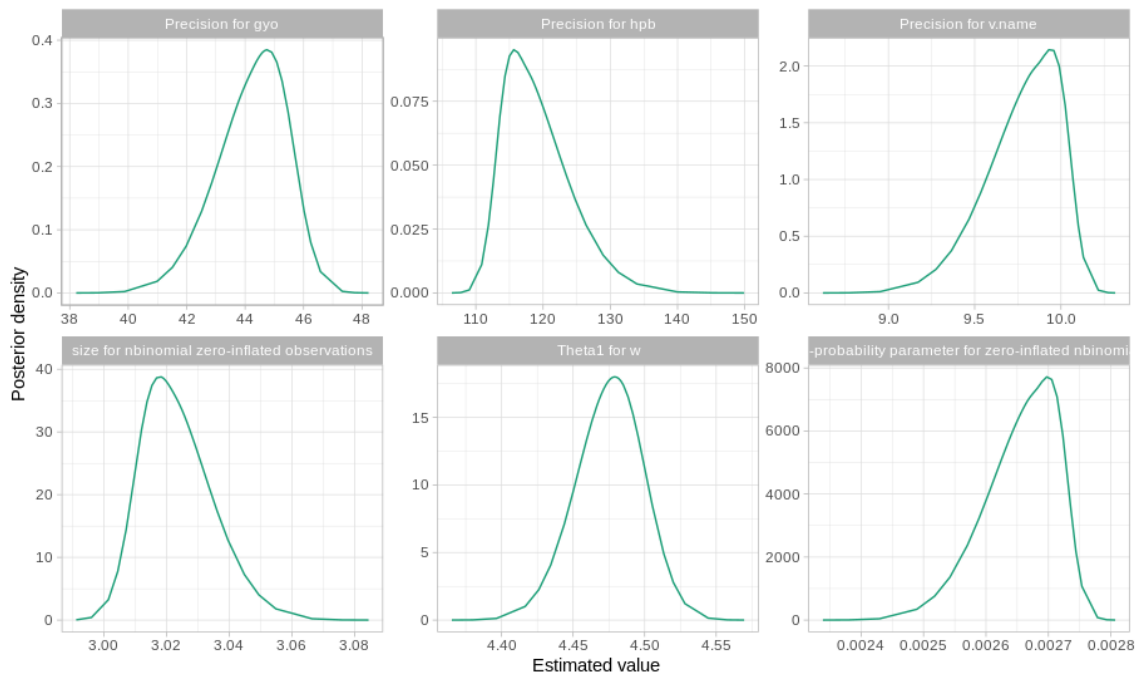 Precision for gyo
Precision for hpb
Precision for v.name
0.4
0.3
0.2
0.1
0.0
38 40 42 44 46 48
0.075
0.050
0.025
0.000
110 120 130 140 150
2.0
1.5
1.0
0.5
0.0
9.0 9.5 10.0
Posterior density
size for nbinomial zero-inflated observations
Theta1 for w
-probability parameter for zero-inflated nbinomi
40
30
20
10
0
3.00 3.02 3.04 3.06 3.08
15
10
5
0
4.40 4.45 4.50 4.55
8000
6000
4000
2000
0
0.0024 0.0025 0.0026 0.0027 0.0028
Estimated value